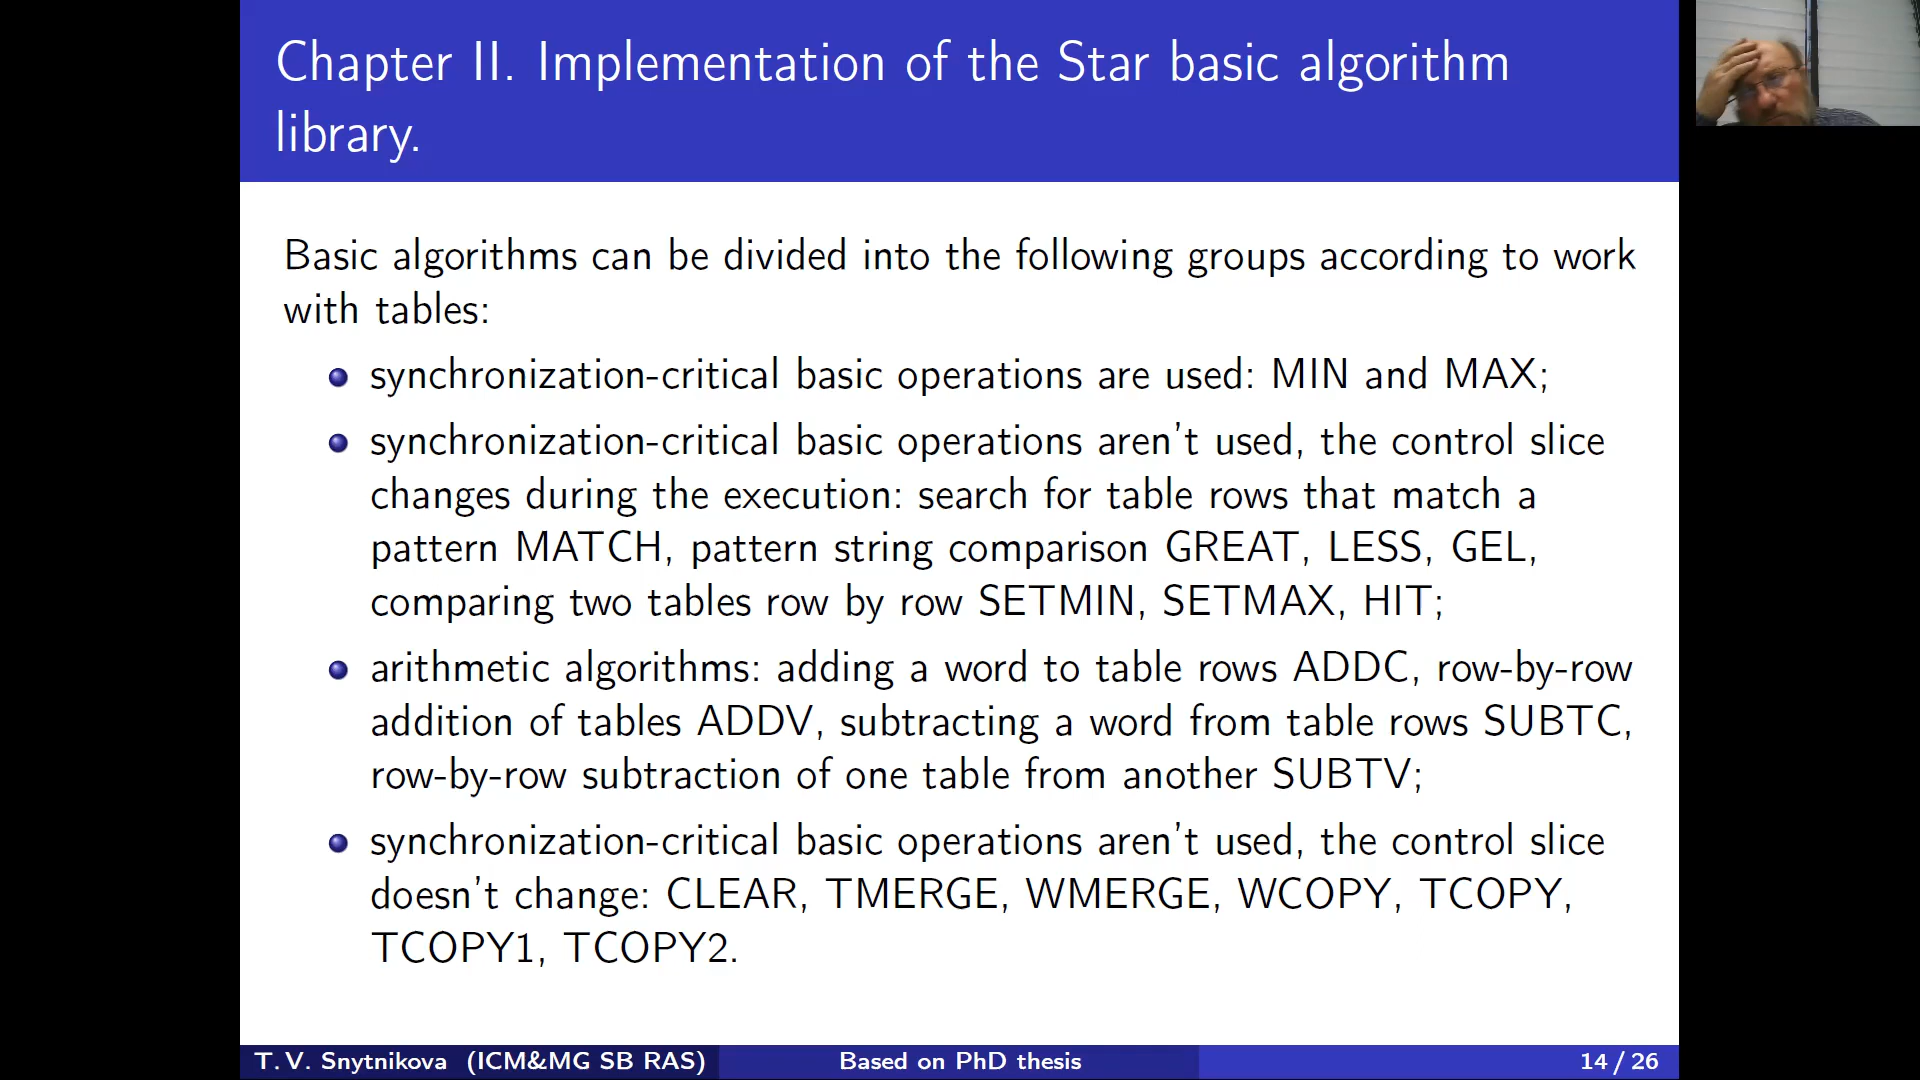 Chapter II. Implementation of the Star basic algorithm
library.
Basic algorithms can be divided into the following groups according to work
with tables:
synchronization-critical basic operations are used: MIN and MAX;
synchronization-critical basic operations aren't used, the control slice
changes during the execution: search for table rows that match a
pattern MATCH, pattern string comparison GREAT, LESS, GEL,
comparing two tables row by row SETMIN, SETMAX, HIT;
arithmetic algorithms: adding a word to table rows ADDC, row-by-row
addition of tables ADDV, subtracting a word from table rows SUBTC,
row-by-row subtraction of one table from another SUBTV;
synchronization-critical basic operations aren't used, the control slice
doesn't change: CLEAR, TMERGE, WMERGE, WCOPY, TCOPY,
TCOPY1, TCOPY2.
T. V. Snytnikova (ICM&MG SB RAS) Based on PhD thesis 14 / 26